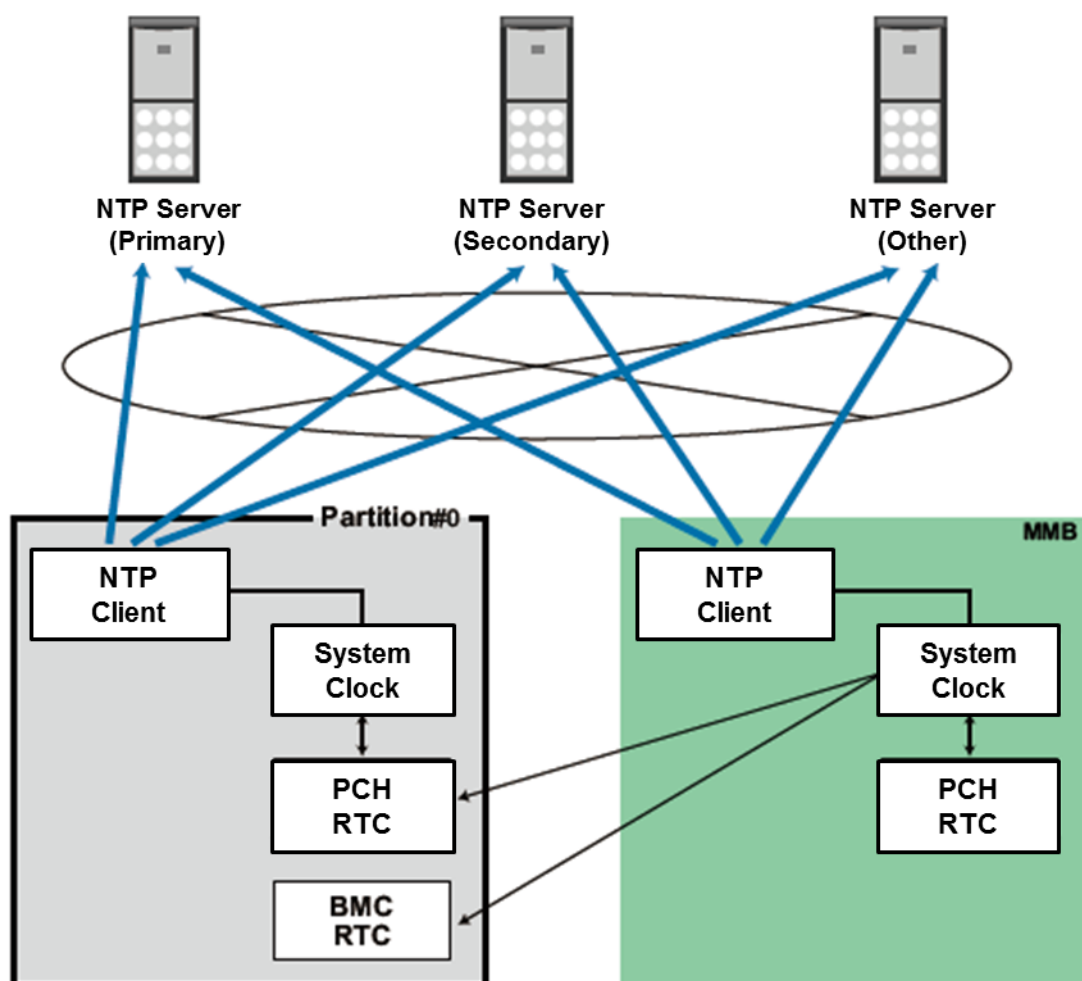 NTP Server
(Primary)
NTP Server
(Secondary)
NTP Server
(Other)
Partition#0
NTP
Client
System
Clock
PCH
RTC
BMC
RTC
MMB
NTP
Client
System
Clock
PCH
RTC